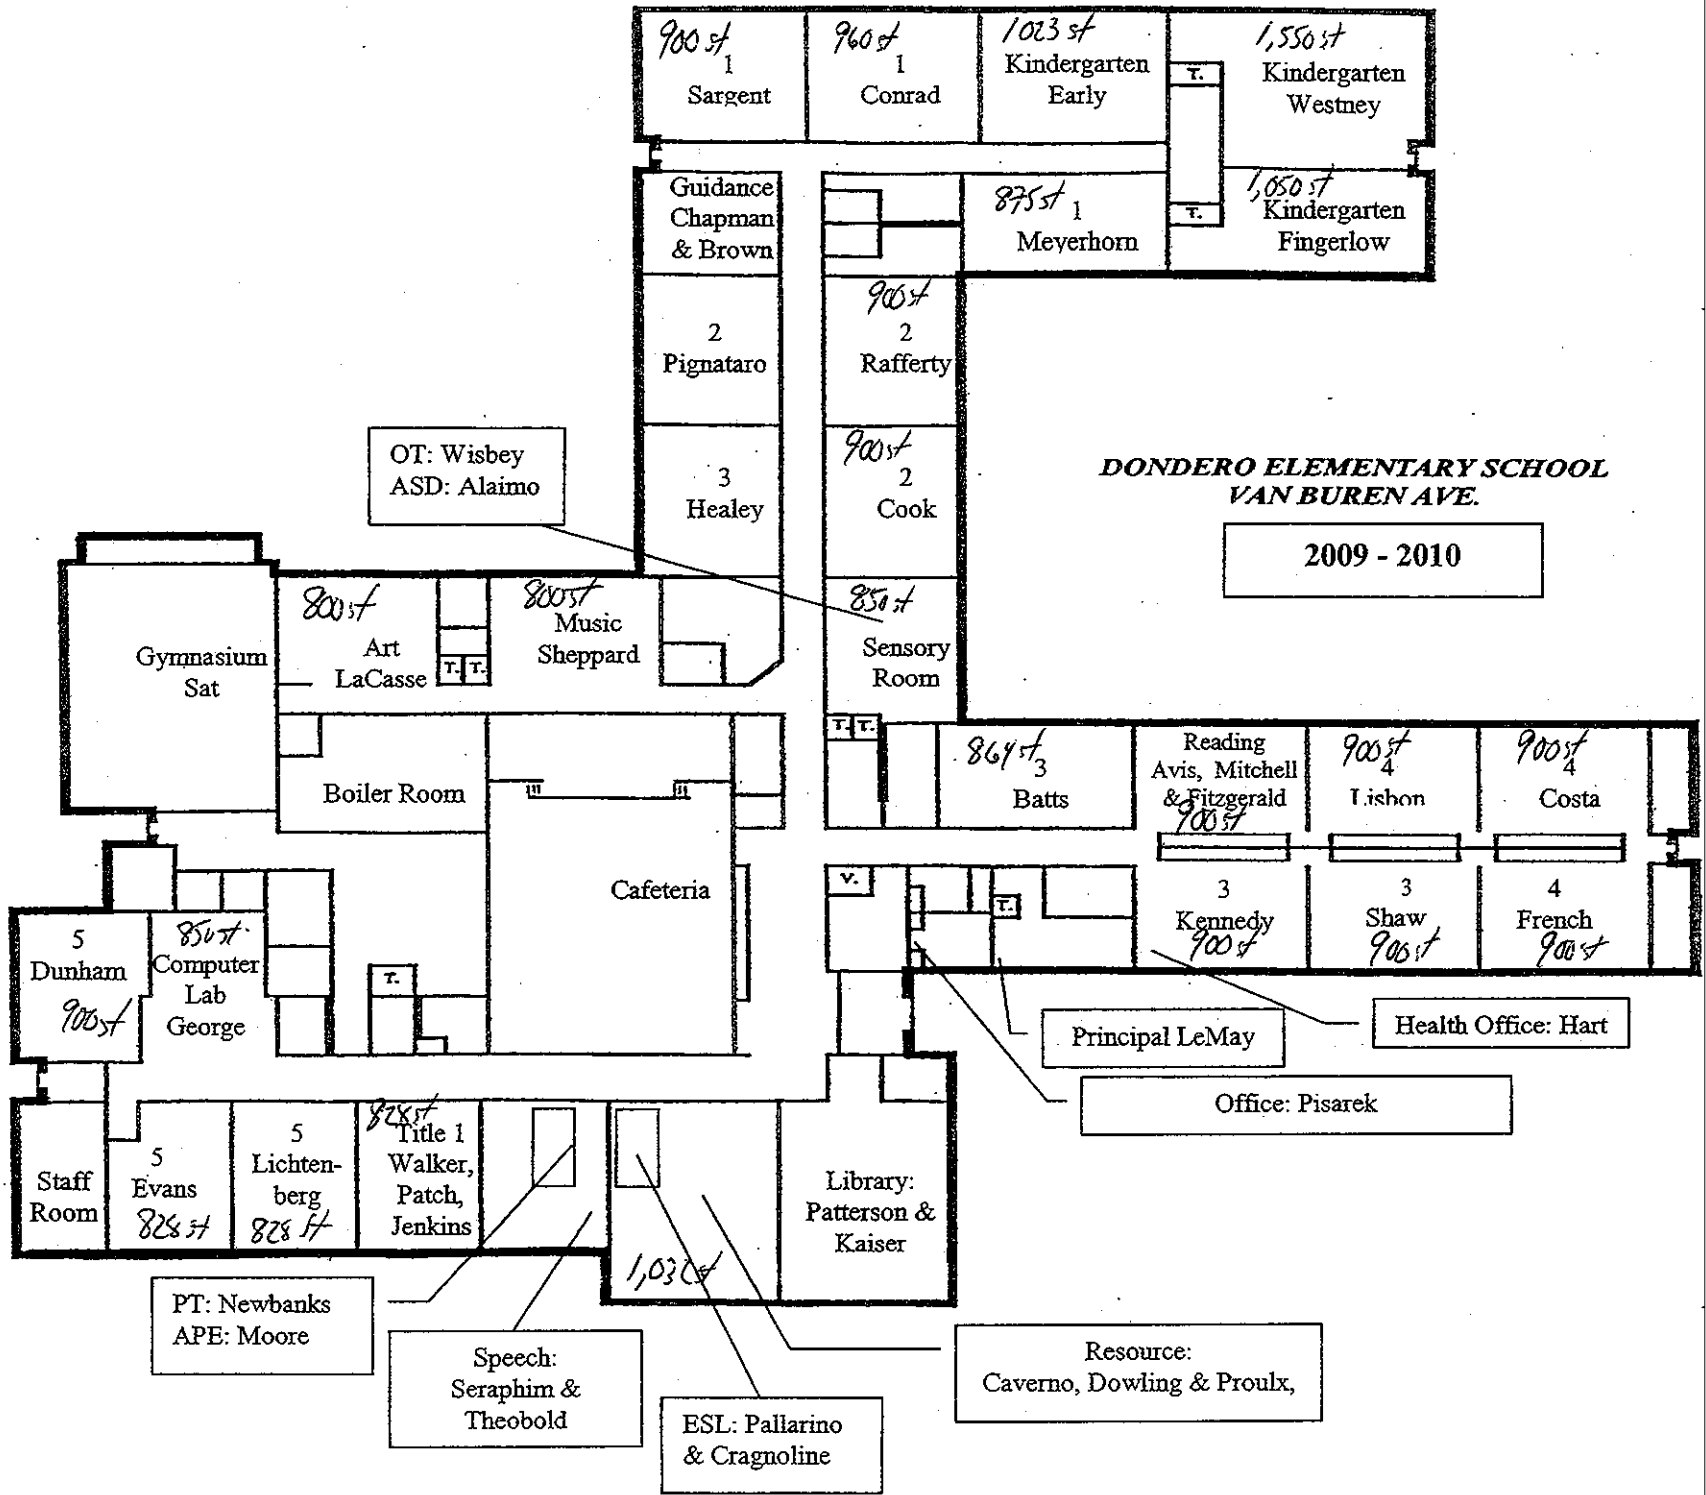 900 sf
1
Sargent
960 sf
1
Conrad
1023 sf
Kindergarten
Early
T.
1,550 sf
Kindergarten
Westney
Guidance
Chapman
& Brown
875 sf
1
Meyerhorn
T.
1,050 sf
Kindergarten
Fingerlow
2
Pignataro
900 sf
2
Rafferty
3
Healey
900 sf
2
Cook
OT: Wisbey
ASD: Alaimo
DONDERO ELEMENTARY SCHOOL
VAN BUREN AVE.
2009 - 2010
Gymnasium
Sat
800 sf
Art
LaCasse
T. T.
800 sf
Music
Sheppard
850 sf
Sensory
Room
T. T.
Boiler Room
Cafeteria
864 sf
3
Batts
Reading
Avis, Mitchell
& Fitzgerald
900 sf
900 sf
4
Lisbon
900 sf
4
Costa
V.
T.
3
Kennedy
900 sf
3
Shaw
900 sf
4
French
900 sf
5
Dunham
900 sf
850 sf
Computer
Lab
George
T.
Principal LeMay
Health Office: Hart
Office: Pisarek
Staff
Room
5
Evans
828 sf
5
Lichten-
berg
828 sf
828 sf
Title 1
Walker,
Patch,
Jenkins
Library:
Patterson &
Kaiser
PT: Newbanks
APE: Moore
Speech:
Seraphim &
Theobold
ESL: Pallarino
& Cragnoline
Resource:
Caverno, Dowling & Proulx,